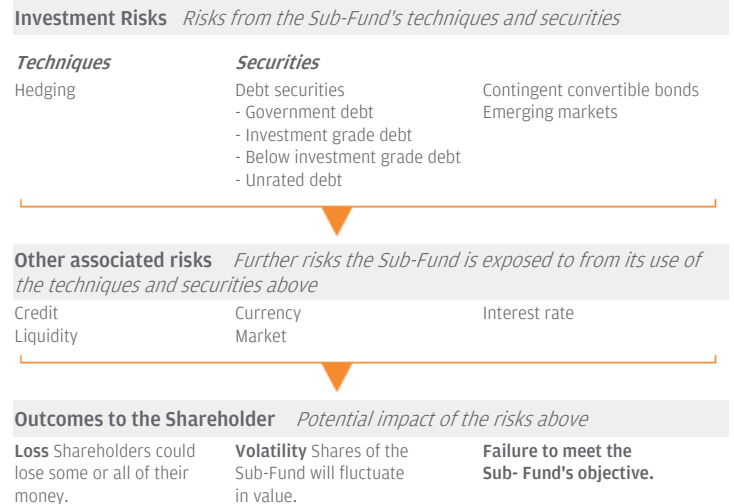 Investment Risks Risks from the Sub-Fund's techniques and securities
Techniques
Hedging
Securities
Debt securities
- Government debt
- Investment grade debt
- Below investment grade debt
- Unrated debt
Contingent convertible bonds
Emerging markets
Other associated risks Further risks the Sub-Fund is exposed to from its use of
the techniques and securities above
Credit
Liquidity
Currency
Market
Interest rate
Outcomes to the Shareholder Potential impact of the risks above
Loss Shareholders could
lose some or all of their
money.
Volatility Shares of the
Sub-Fund will fluctuate
in value.
Failure to meet the
Sub- Fund's objective.